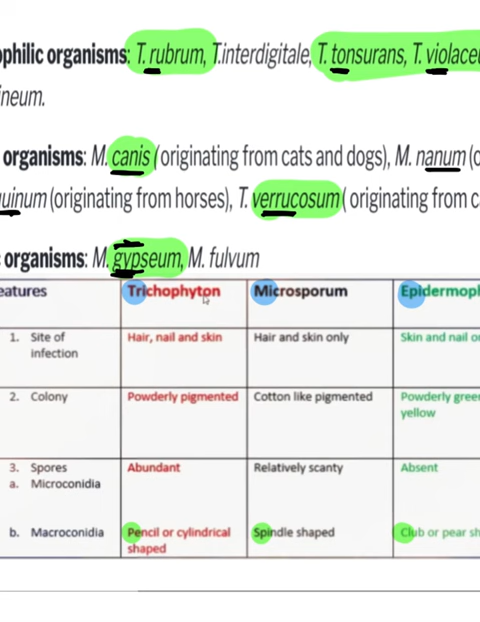 ophilic organisms: T. rubrum, T.interdigitale, T. tonsurans, T. violaceu
ineum.
organisms: M. canis (originating from cats and dogs), M. nanum (o
uinum (originating from horses), T. verrucosum( originating from c
organisms: M. gypseum, M. fulvum
eatures Trichophyton Microsporum Epidermoph
1. Site of infection Hair, nail and skin Hair and skin only Skin and nail o
2. Colony Powderly pigmented Cotton like pigmented Powderly green yellow
3. Spores Abundant Relatively scanty Absent
a. Microconidia
b. Macroconidia Pencil or cylindrical shaped Spindle shaped Club or pear sh